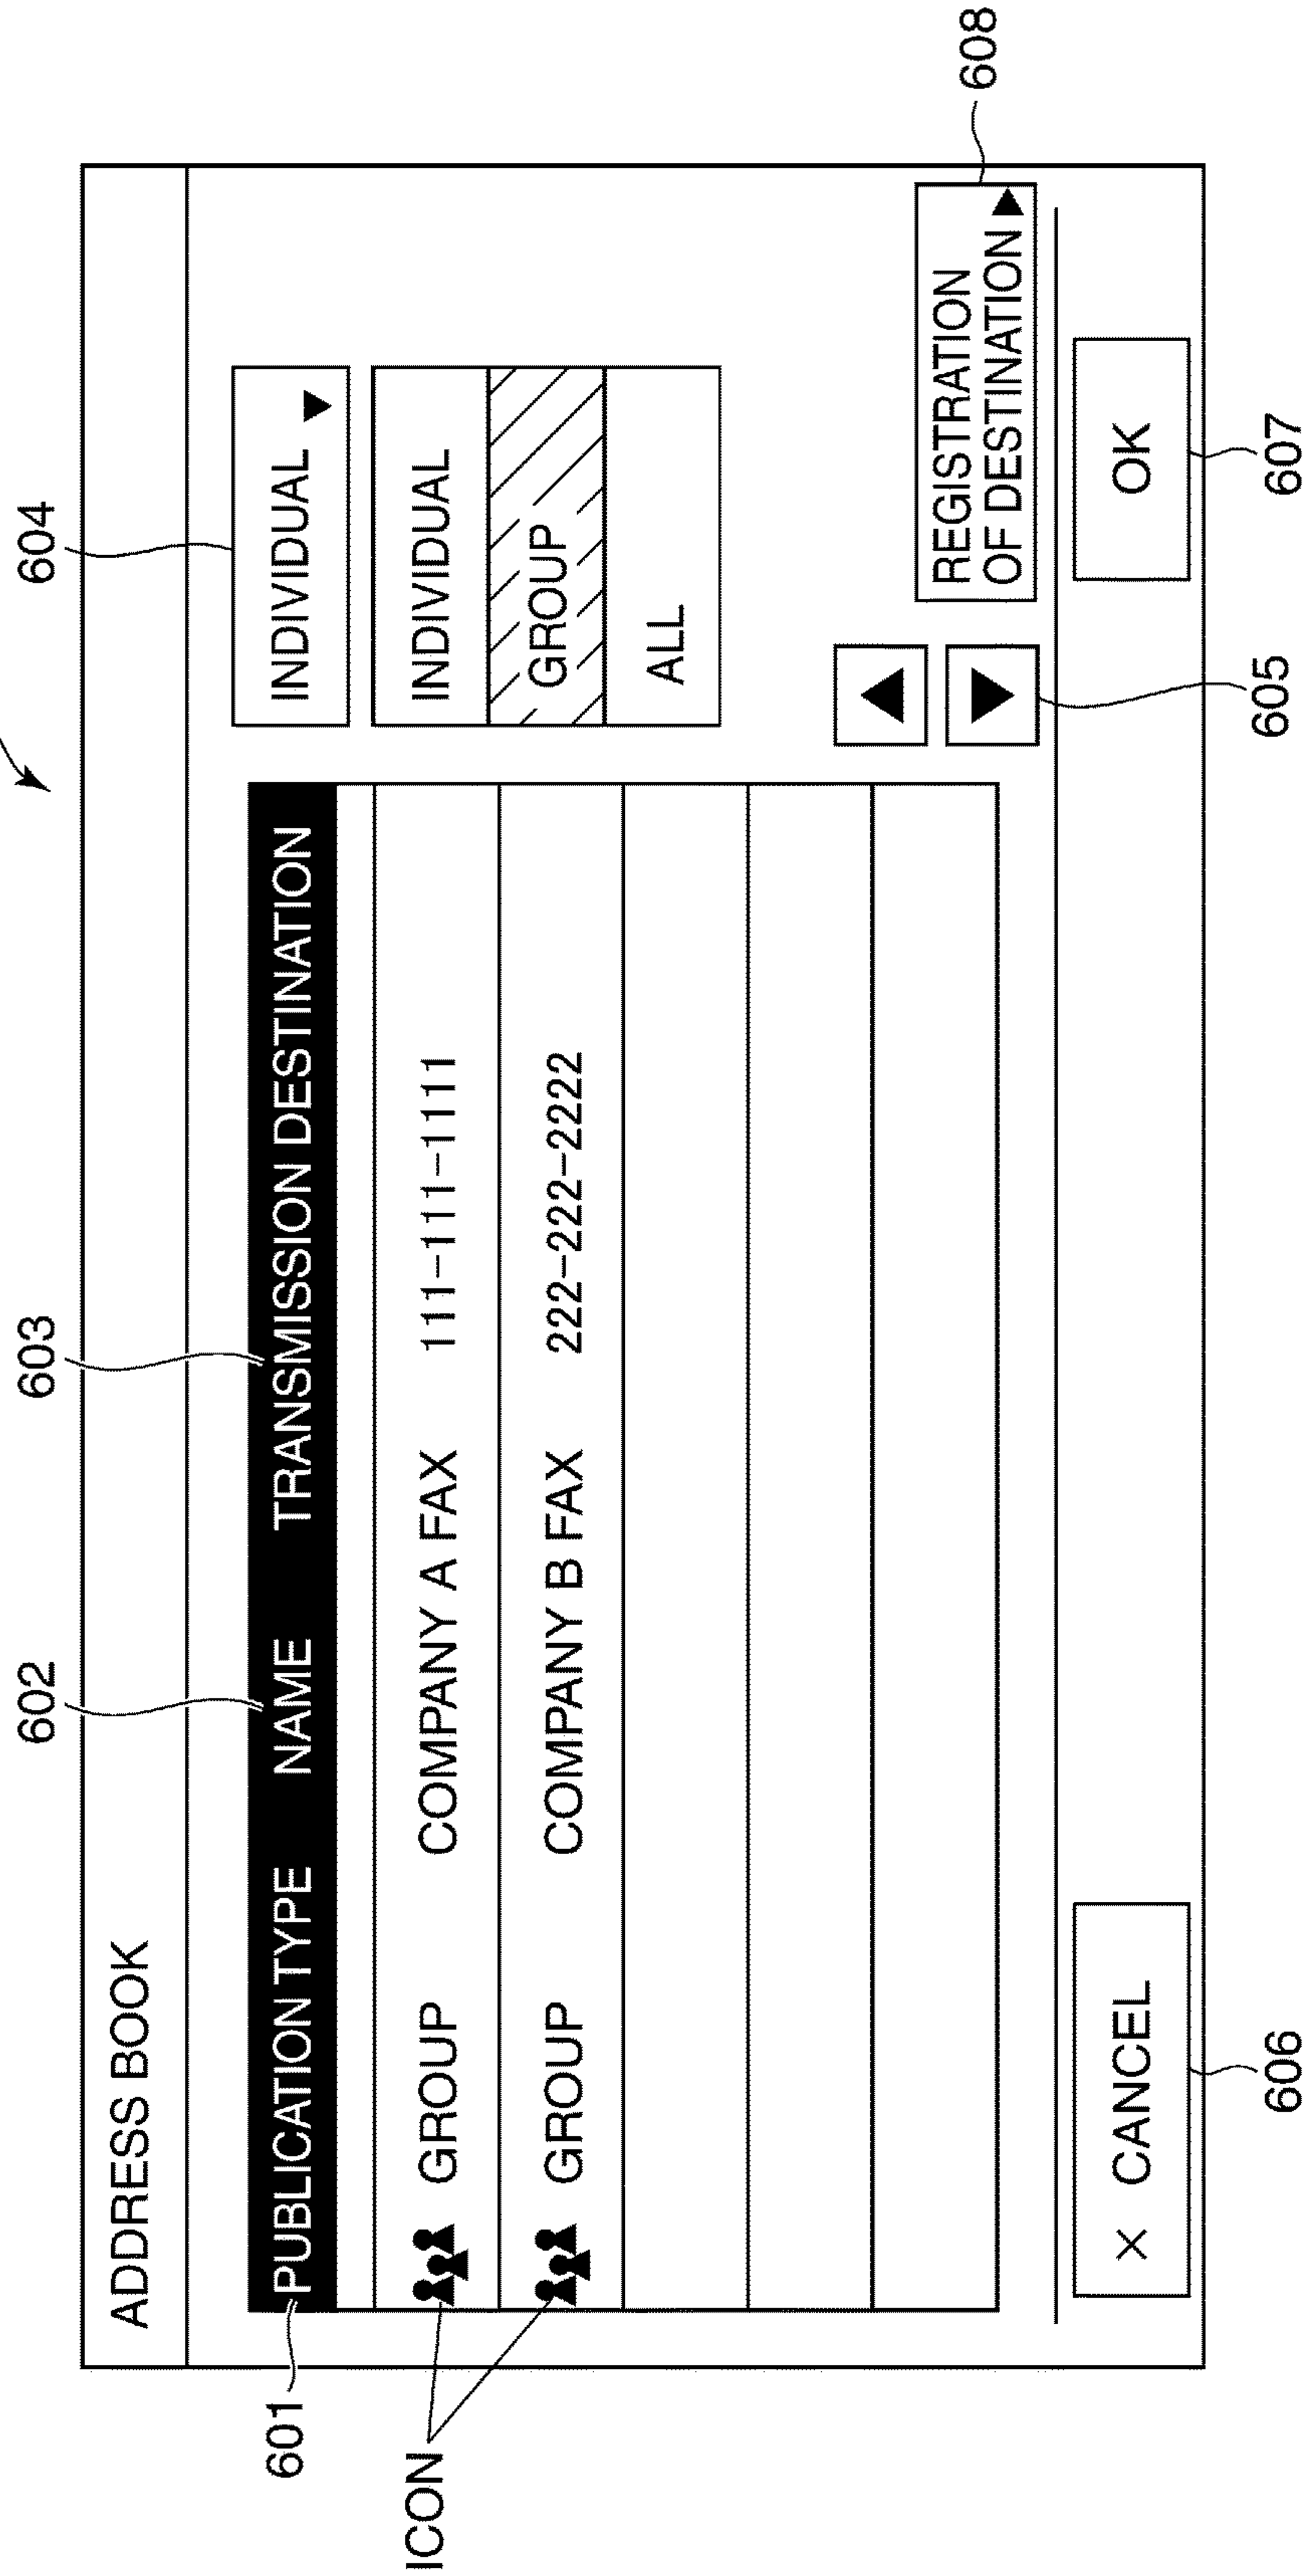 602
603
604
ADDRESS BOOK
601
PUBLICATION TYPE NAME TRANSMISSION DESTINATION
INDIVIDUAL ▼
ICON
GROUP COMPANY A FAX 111-111-1111
INDIVIDUAL
GROUP COMPANY B FAX 222-222-2222
GROUP
ALL
▲
▼
REGISTRATION
OF DESTINATION ▶
608
× CANCEL
OK
606
605
607